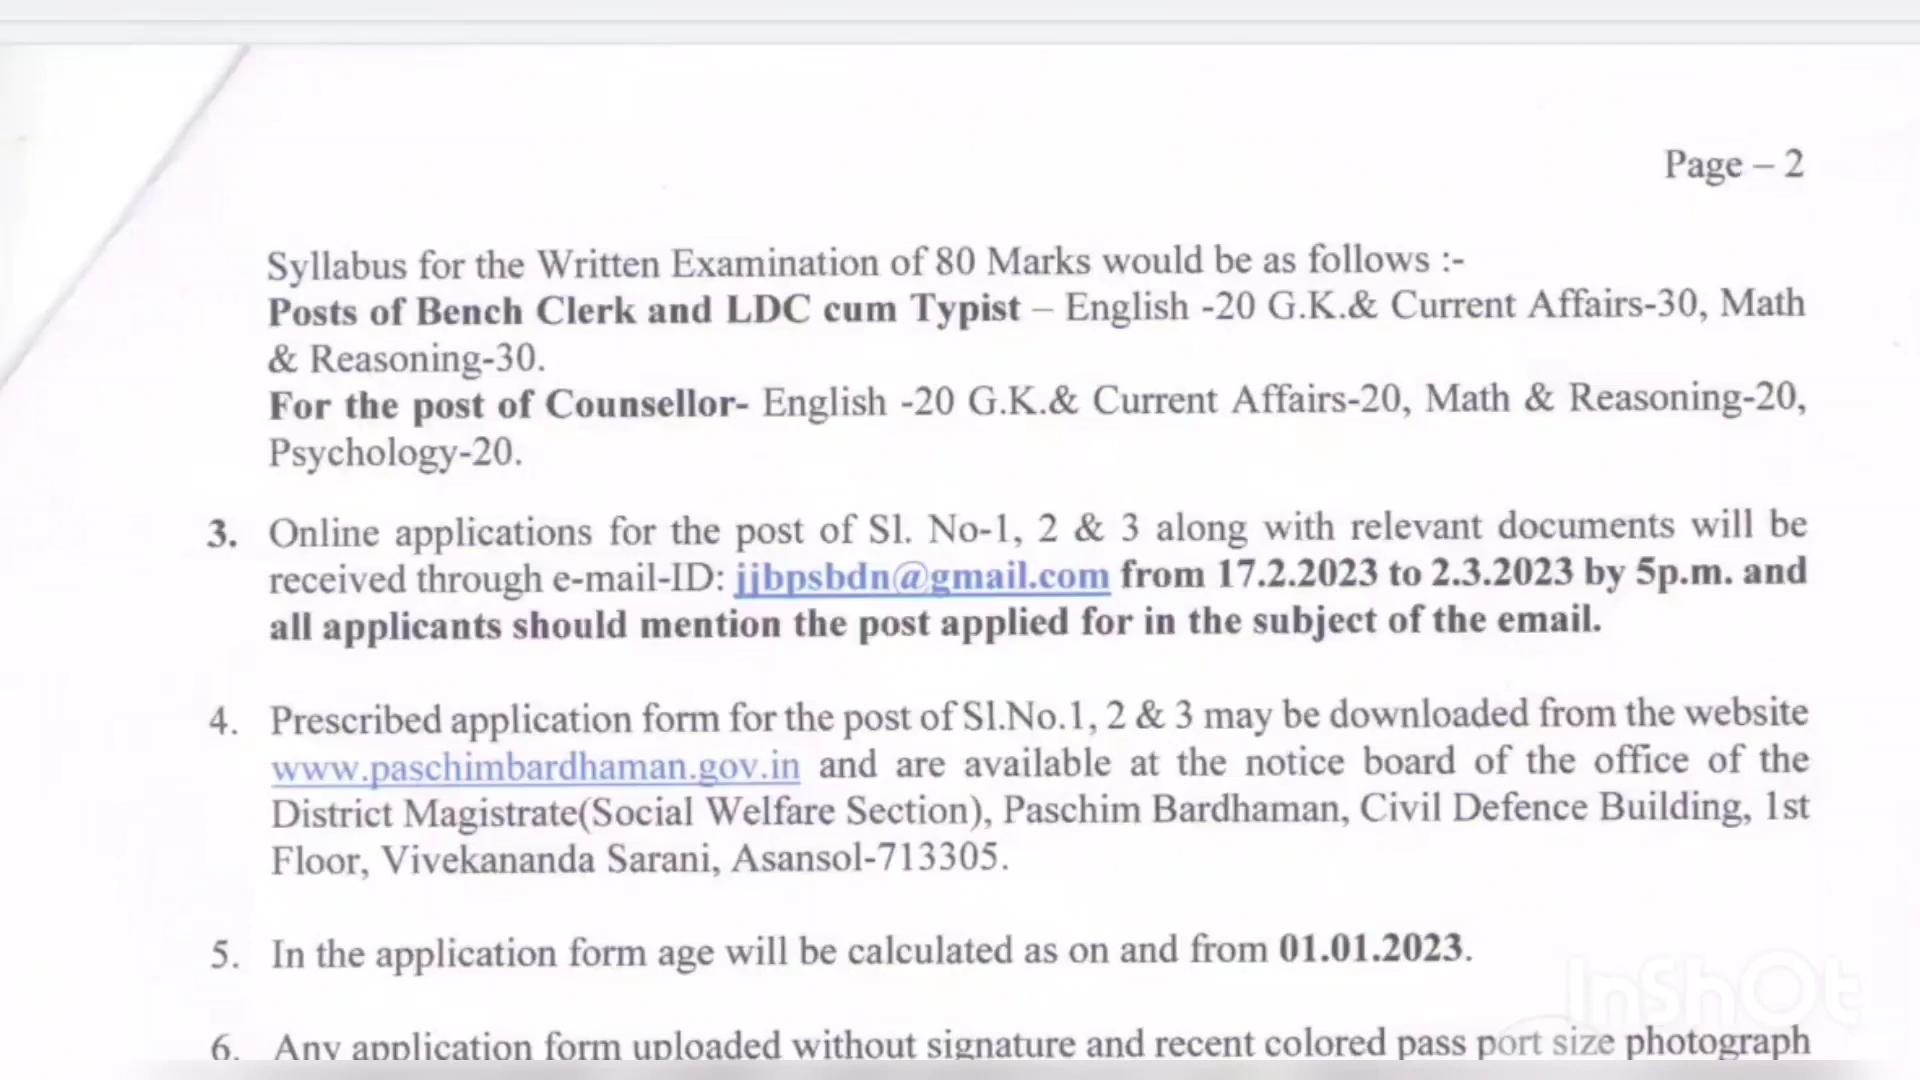 Page – 2
Syllabus for the Written Examination of 80 Marks would be as follows :-
Posts of Bench Clerk and LDC cum Typist – English -20 G.K.& Current Affairs-30, Math
& Reasoning-30.
For the post of Counsellor- English -20 G.K.& Current Affairs-20, Math & Reasoning-20,
Psychology-20.
3. Online applications for the post of Sl. No-1, 2 & 3 along with relevant documents will be
received through e-mail-ID: jjbpsbdn@gmail.com from 17.2.2023 to 2.3.2023 by 5p.m. and
all applicants should mention the post applied for in the subject of the email.
4. Prescribed application form for the post of Sl.No.1, 2 & 3 may be downloaded from the website
www.paschimbardhaman.gov.in and are available at the notice board of the office of the
District Magistrate(Social Welfare Section), Paschim Bardhaman, Civil Defence Building, 1st
Floor, Vivekananda Sarani, Asansol-713305.
5. In the application form age will be calculated as on and from 01.01.2023.
6. Any application form uploaded without signature and recent colored pass port size photograph
InShOt